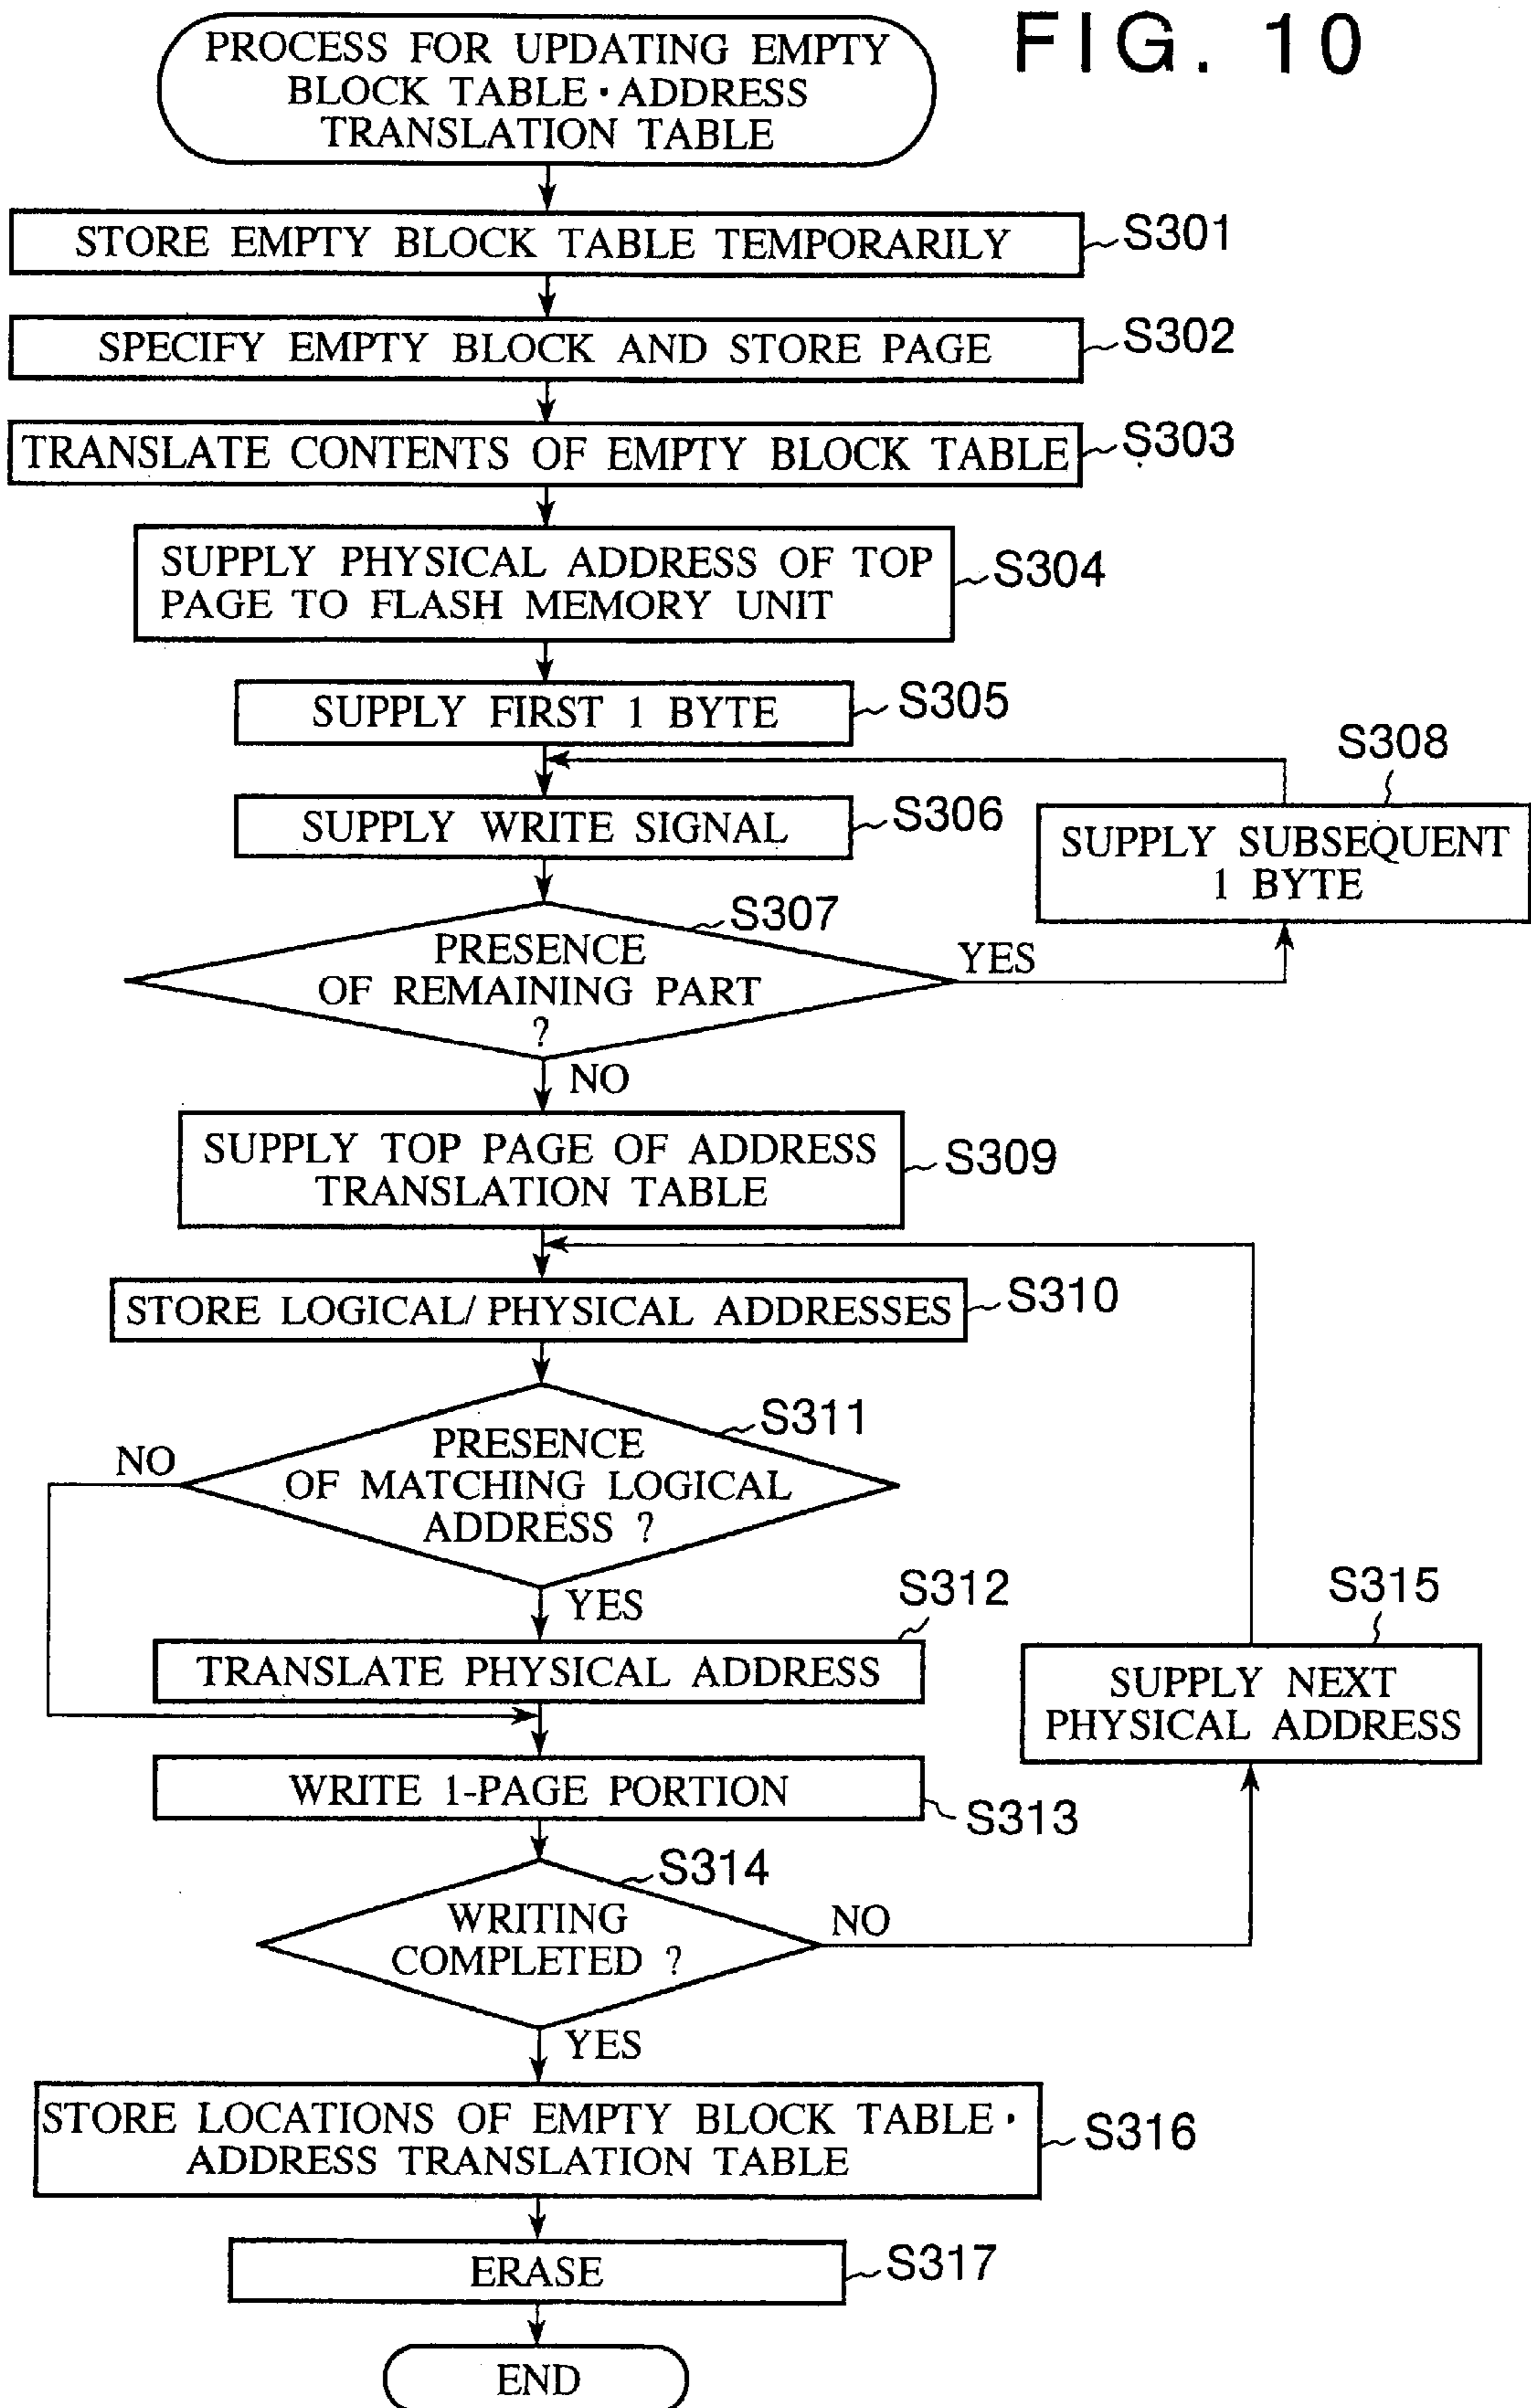 FIG. 10
PROCESS FOR UPDATING EMPTY
BLOCK TABLE・ADDRESS
TRANSLATION TABLE
STORE EMPTY BLOCK TABLE TEMPORARILY
S301
SPECIFY EMPTY BLOCK AND STORE PAGE
S302
TRANSLATE CONTENTS OF EMPTY BLOCK TABLE
S303
SUPPLY PHYSICAL ADDRESS OF TOP
PAGE TO FLASH MEMORY UNIT
S304
SUPPLY FIRST 1 BYTE
S305
SUPPLY WRITE SIGNAL
S306
S308
SUPPLY SUBSEQUENT
1 BYTE
S307
PRESENCE
OF REMAINING PART
?
YES
NO
SUPPLY TOP PAGE OF ADDRESS
TRANSLATION TABLE
S309
STORE LOGICAL/PHYSICAL ADDRESSES
S310
S311
PRESENCE
OF MATCHING LOGICAL
ADDRESS ?
NO
YES
S312
TRANSLATE PHYSICAL ADDRESS
S315
SUPPLY NEXT
PHYSICAL ADDRESS
WRITE 1-PAGE PORTION
S313
S314
WRITING
COMPLETED ?
NO
YES
STORE LOCATIONS OF EMPTY BLOCK TABLE・
ADDRESS TRANSLATION TABLE
S316
ERASE
S317
END